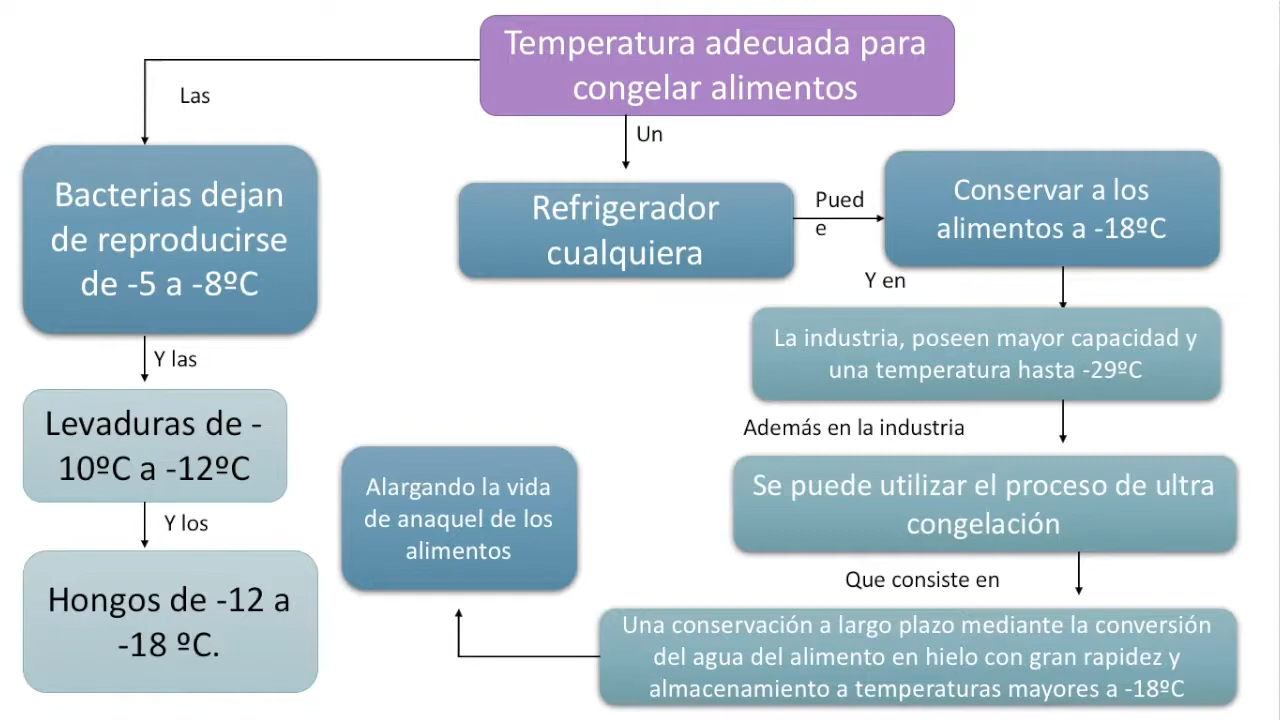 Temperatura adecuada para
congelar alimentos
Las
Bacterias dejan
de reproducirse
de -5 a -8ºC
Y las
Levaduras de -
10ºC a -12ºC
Y los
Hongos de -12 a
-18 ºC.
Un
Refrigerador
cualquiera
Pued
e
Conservar a los
alimentos a -18ºC
Y en
La industria, poseen mayor capacidad y
una temperatura hasta -29ºC
Además en la industria
Se puede utilizar el proceso de ultra
congelación
Que consiste en
Una conservación a largo plazo mediante la conversión
del agua del alimento en hielo con gran rapidez y
almacenamiento a temperaturas mayores a -18ºC
Alargando la vida
de anaquel de los
alimentos